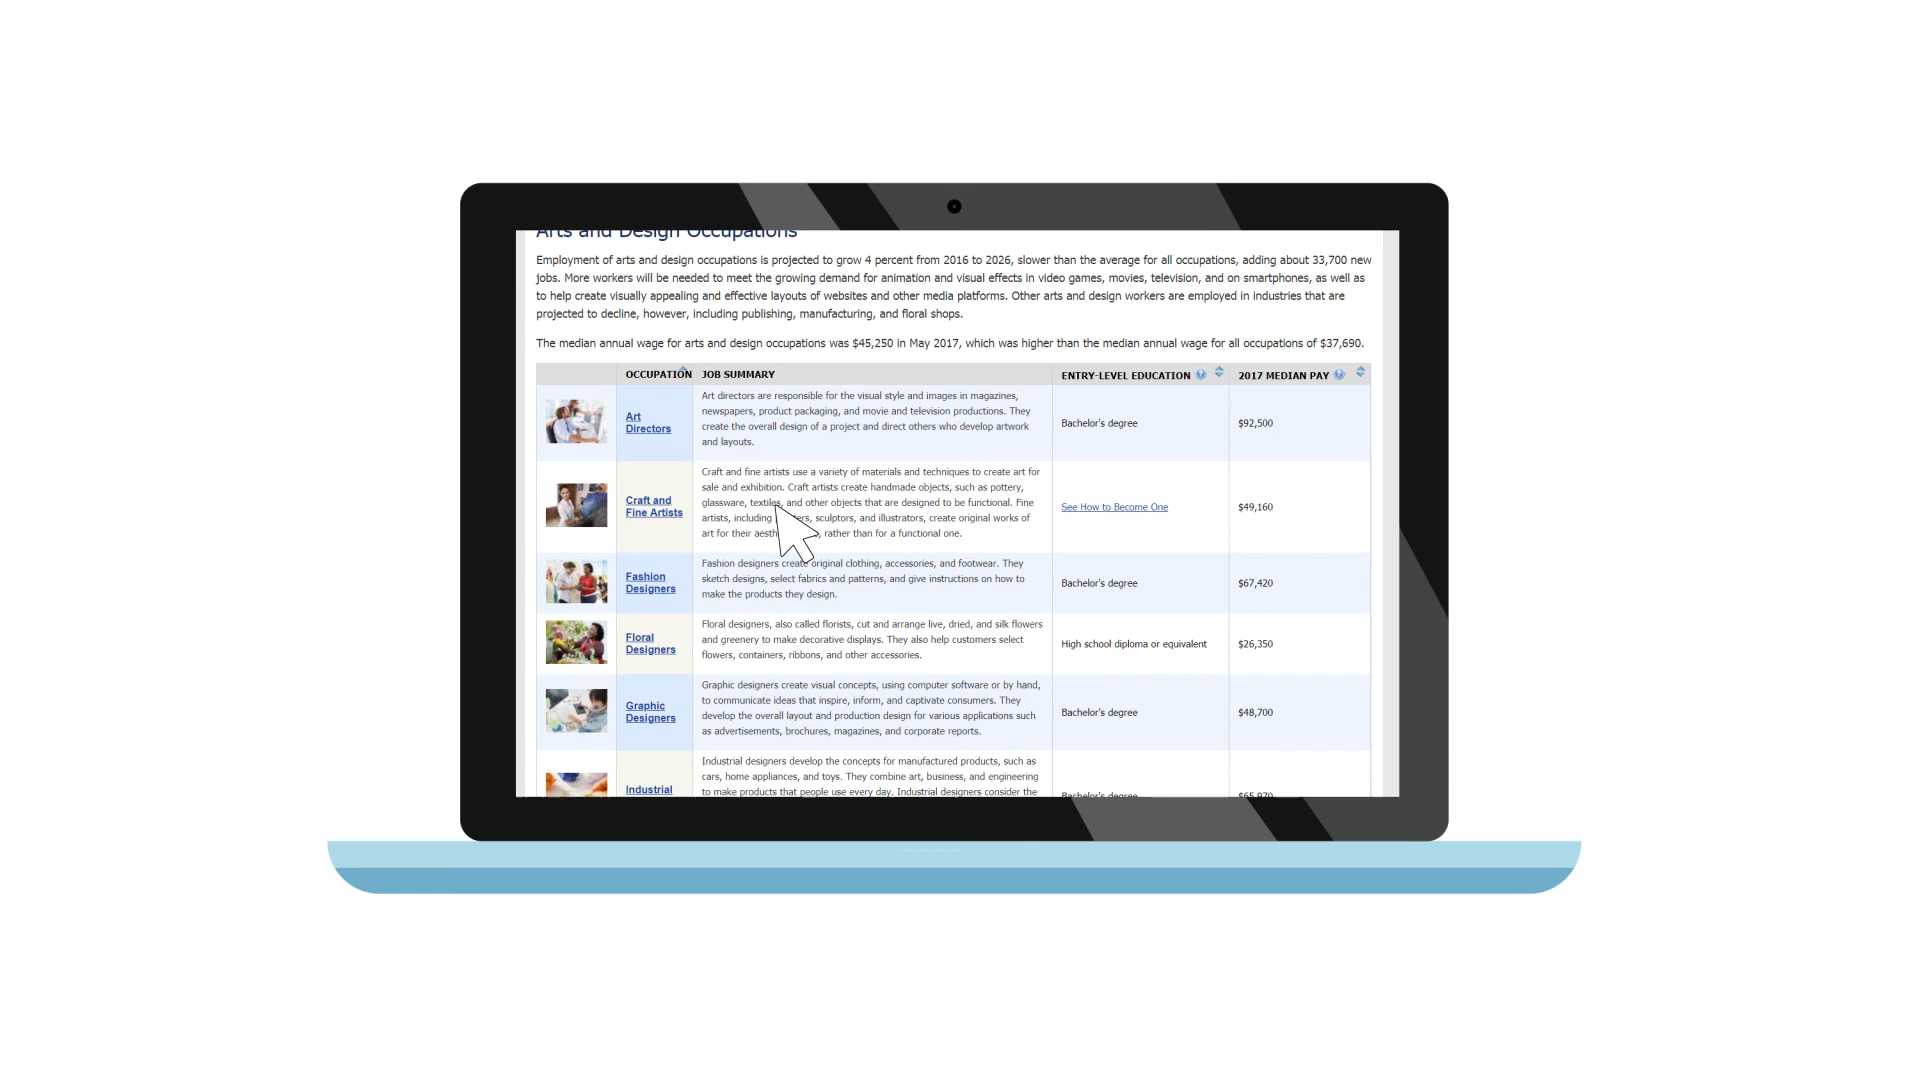 Arts and Design Occupations
Employment of arts and design occupations is projected to grow 4 percent from 2016 to 2026, slower than the average for all occupations, adding about 33,700 new
jobs. More workers will be needed to meet the growing demand for animation and visual effects in video games, movies, television, and on smartphones, as well as
to help create visually appealing and effective layouts of websites and other media platforms. Other arts and design workers are employed in industries that are
projected to decline, however, including publishing, manufacturing, and floral shops.
The median annual wage for arts and design occupations was $45,250 in May 2017, which was higher than the median annual wage for all occupations of $37,690.
OCCUPATION JOB SUMMARY ENTRY-LEVEL EDUCATION 2017 MEDIAN PAY
Art
Directors
Art directors are responsible for the visual style and images in magazines,
newspapers, product packaging, and movie and television productions. They
create the overall design of a project and direct others who develop artwork
and layouts.
Bachelor's degree
$92,500
Craft and
Fine Artists
Craft and fine artists use a variety of materials and techniques to create art for
sale and exhibition. Craft artists create handmade objects, such as pottery,
glassware, textiles, and other objects that are designed to be functional. Fine
artists, including sculptors, and illustrators, create original works of
art for their rather than for a functional one.
See How to Become One
$49,160
Fashion
Designers
Fashion designers create original clothing, accessories, and footwear. They
sketch designs, select fabrics and patterns, and give instructions on how to
make the products they design.
Bachelor's degree
$67,420
Floral
Designers
Floral designers, also called florists, cut and arrange live, dried, and silk flowers
and greenery to make decorative displays. They also help customers select
flowers, containers, ribbons, and other accessories.
High school diploma or equivalent
$26,350
Graphic
Designers
Graphic designers create visual concepts, using computer software or by hand,
to communicate ideas that inspire, inform, and captivate consumers. They
develop the overall layout and production design for various applications such
as advertisements, brochures, magazines, and corporate reports.
Bachelor's degree
$48,700
Industrial
Industrial designers develop the concepts for manufactured products, such as
cars, home appliances, and toys. They combine art, business, and engineering
to make products that people use every day. Industrial designers consider the
Bachelor's degree
$65,970